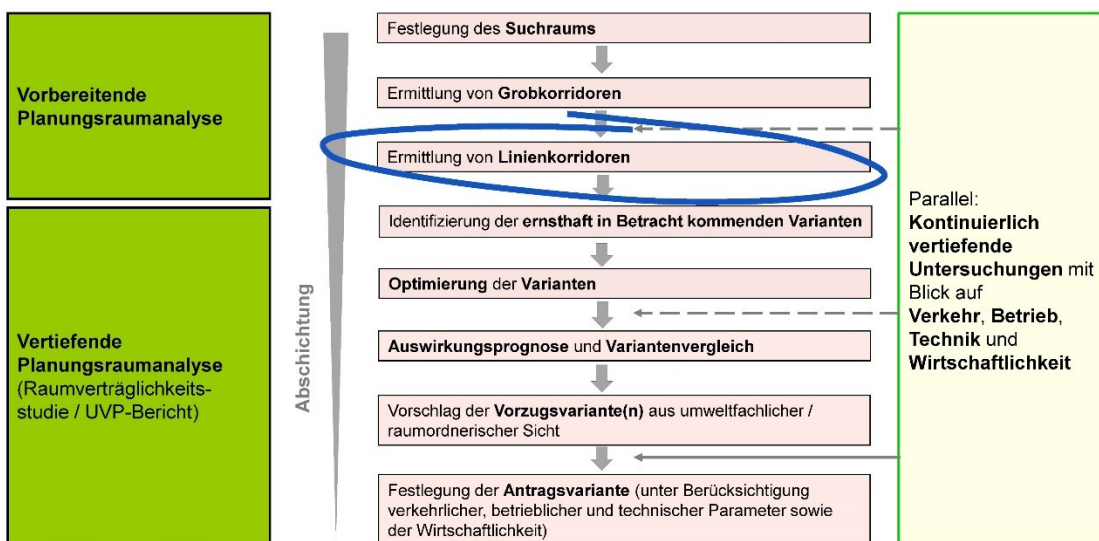 Vorbereitende
Planungsraumanalyse
Vertiefende
Planungsraumanalyse
(Raumverträglichkeits-
studie / UVP-Bericht)
Abschichtung
Festlegung des Suchraums
Ermittlung von Grobkorridoren
Ermittlung von Linienkorridoren
Identifizierung der ernsthaft in Betracht kommenden Varianten
Optimierung der Varianten
Auswirkungsprognose und Variantenvergleich
Vorschlag der Vorzugsvariante(n) aus umweltfachlicher /
raumordnerischer Sicht
Festlegung der Antragsvariante (unter Berücksichtigung
verkehrlicher, betrieblicher und technischer Parameter sowie
der Wirtschaftlichkeit)
Parallel:
Kontinuierlich
vertiefende
Untersuchungen mit
Blick auf
Verkehr, Betrieb,
Technik und
Wirtschaftlichkeit